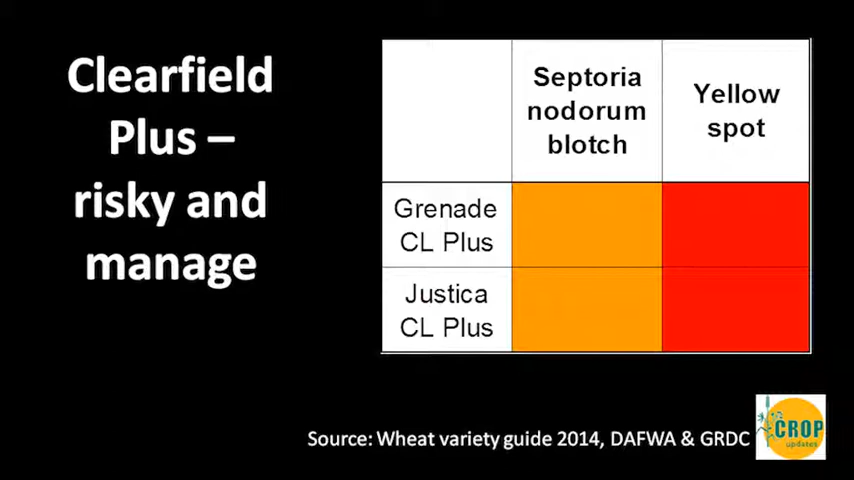 Clearfield
Plus –
risky and
manage
Septoria
nodorum
blotch
Yellow
spot
Grenade
CL Plus
Justica
CL Plus
Source: Wheat variety guide 2014, DAFWA & GRDC
CROP
updates